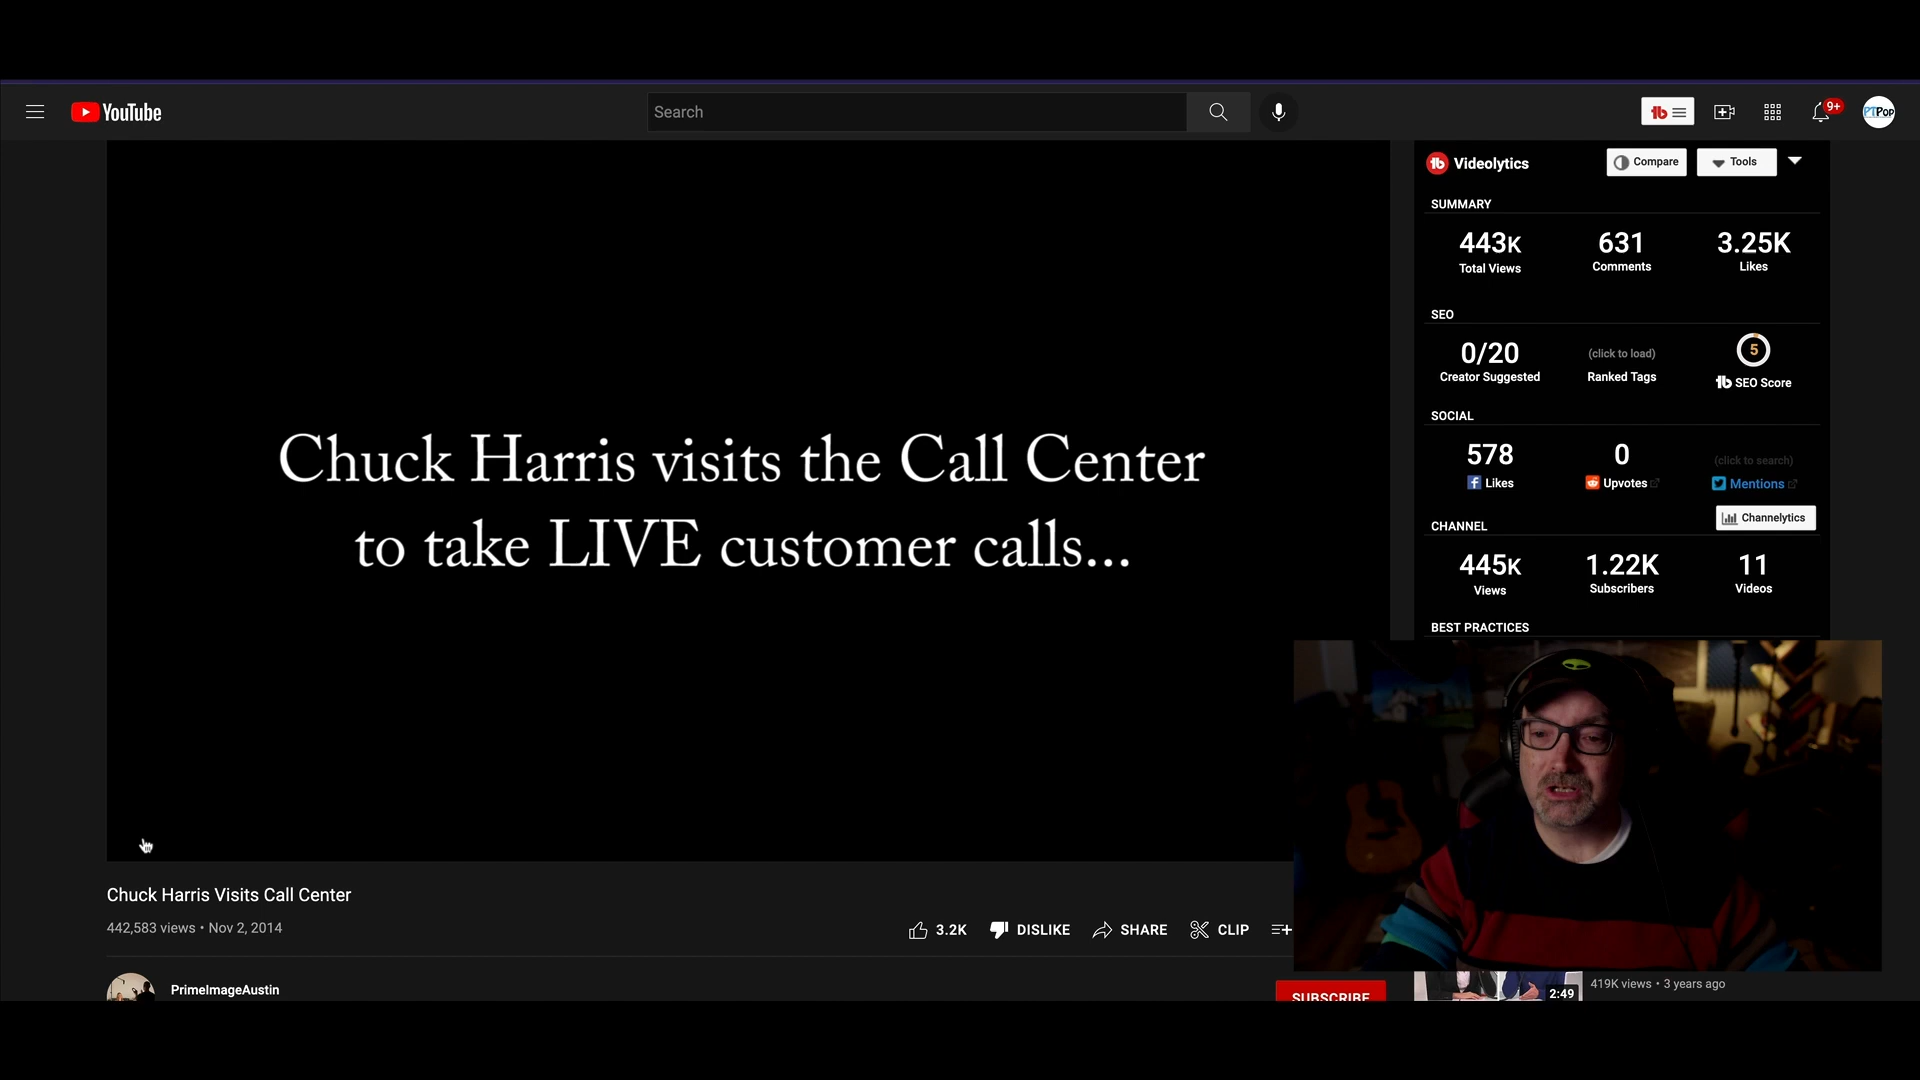 YouTube
Search
9+
PTPop
Videolytics
Compare
Tools
SUMMARY
443K
631
3.25K
Total Views
Comments
Likes
SEO
0/20
(click to load)
5
Creator Suggested
Ranked Tags
SEO Score
SOCIAL
578
0
(click to search)
Likes
Upvotes
Mentions
Channelytics
CHANNEL
445K
1.22K
11
Views
Subscribers
Videos
BEST PRACTICES
Chuck Harris visits the Call Center
to take LIVE customer calls...
Chuck Harris Visits Call Center
442,583 views • Nov 2, 2014
3.2K
DISLIKE
SHARE
CLIP
PrimeImageAustin
SUBSCRIBE
2:49
419K views • 3 years ago